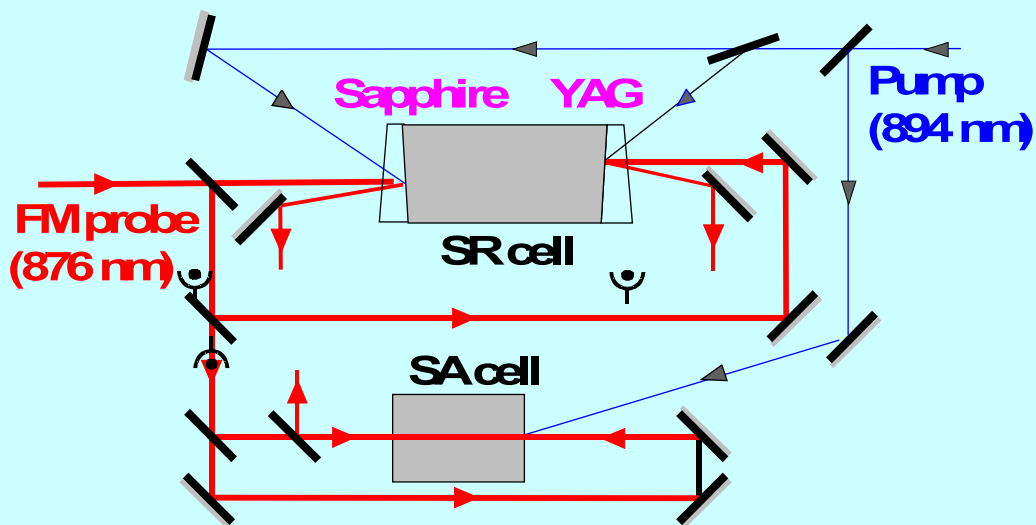 Sapphire YAG
Pump
(894 nm)
FM probe
(876 nm)
SR cell
SA cell